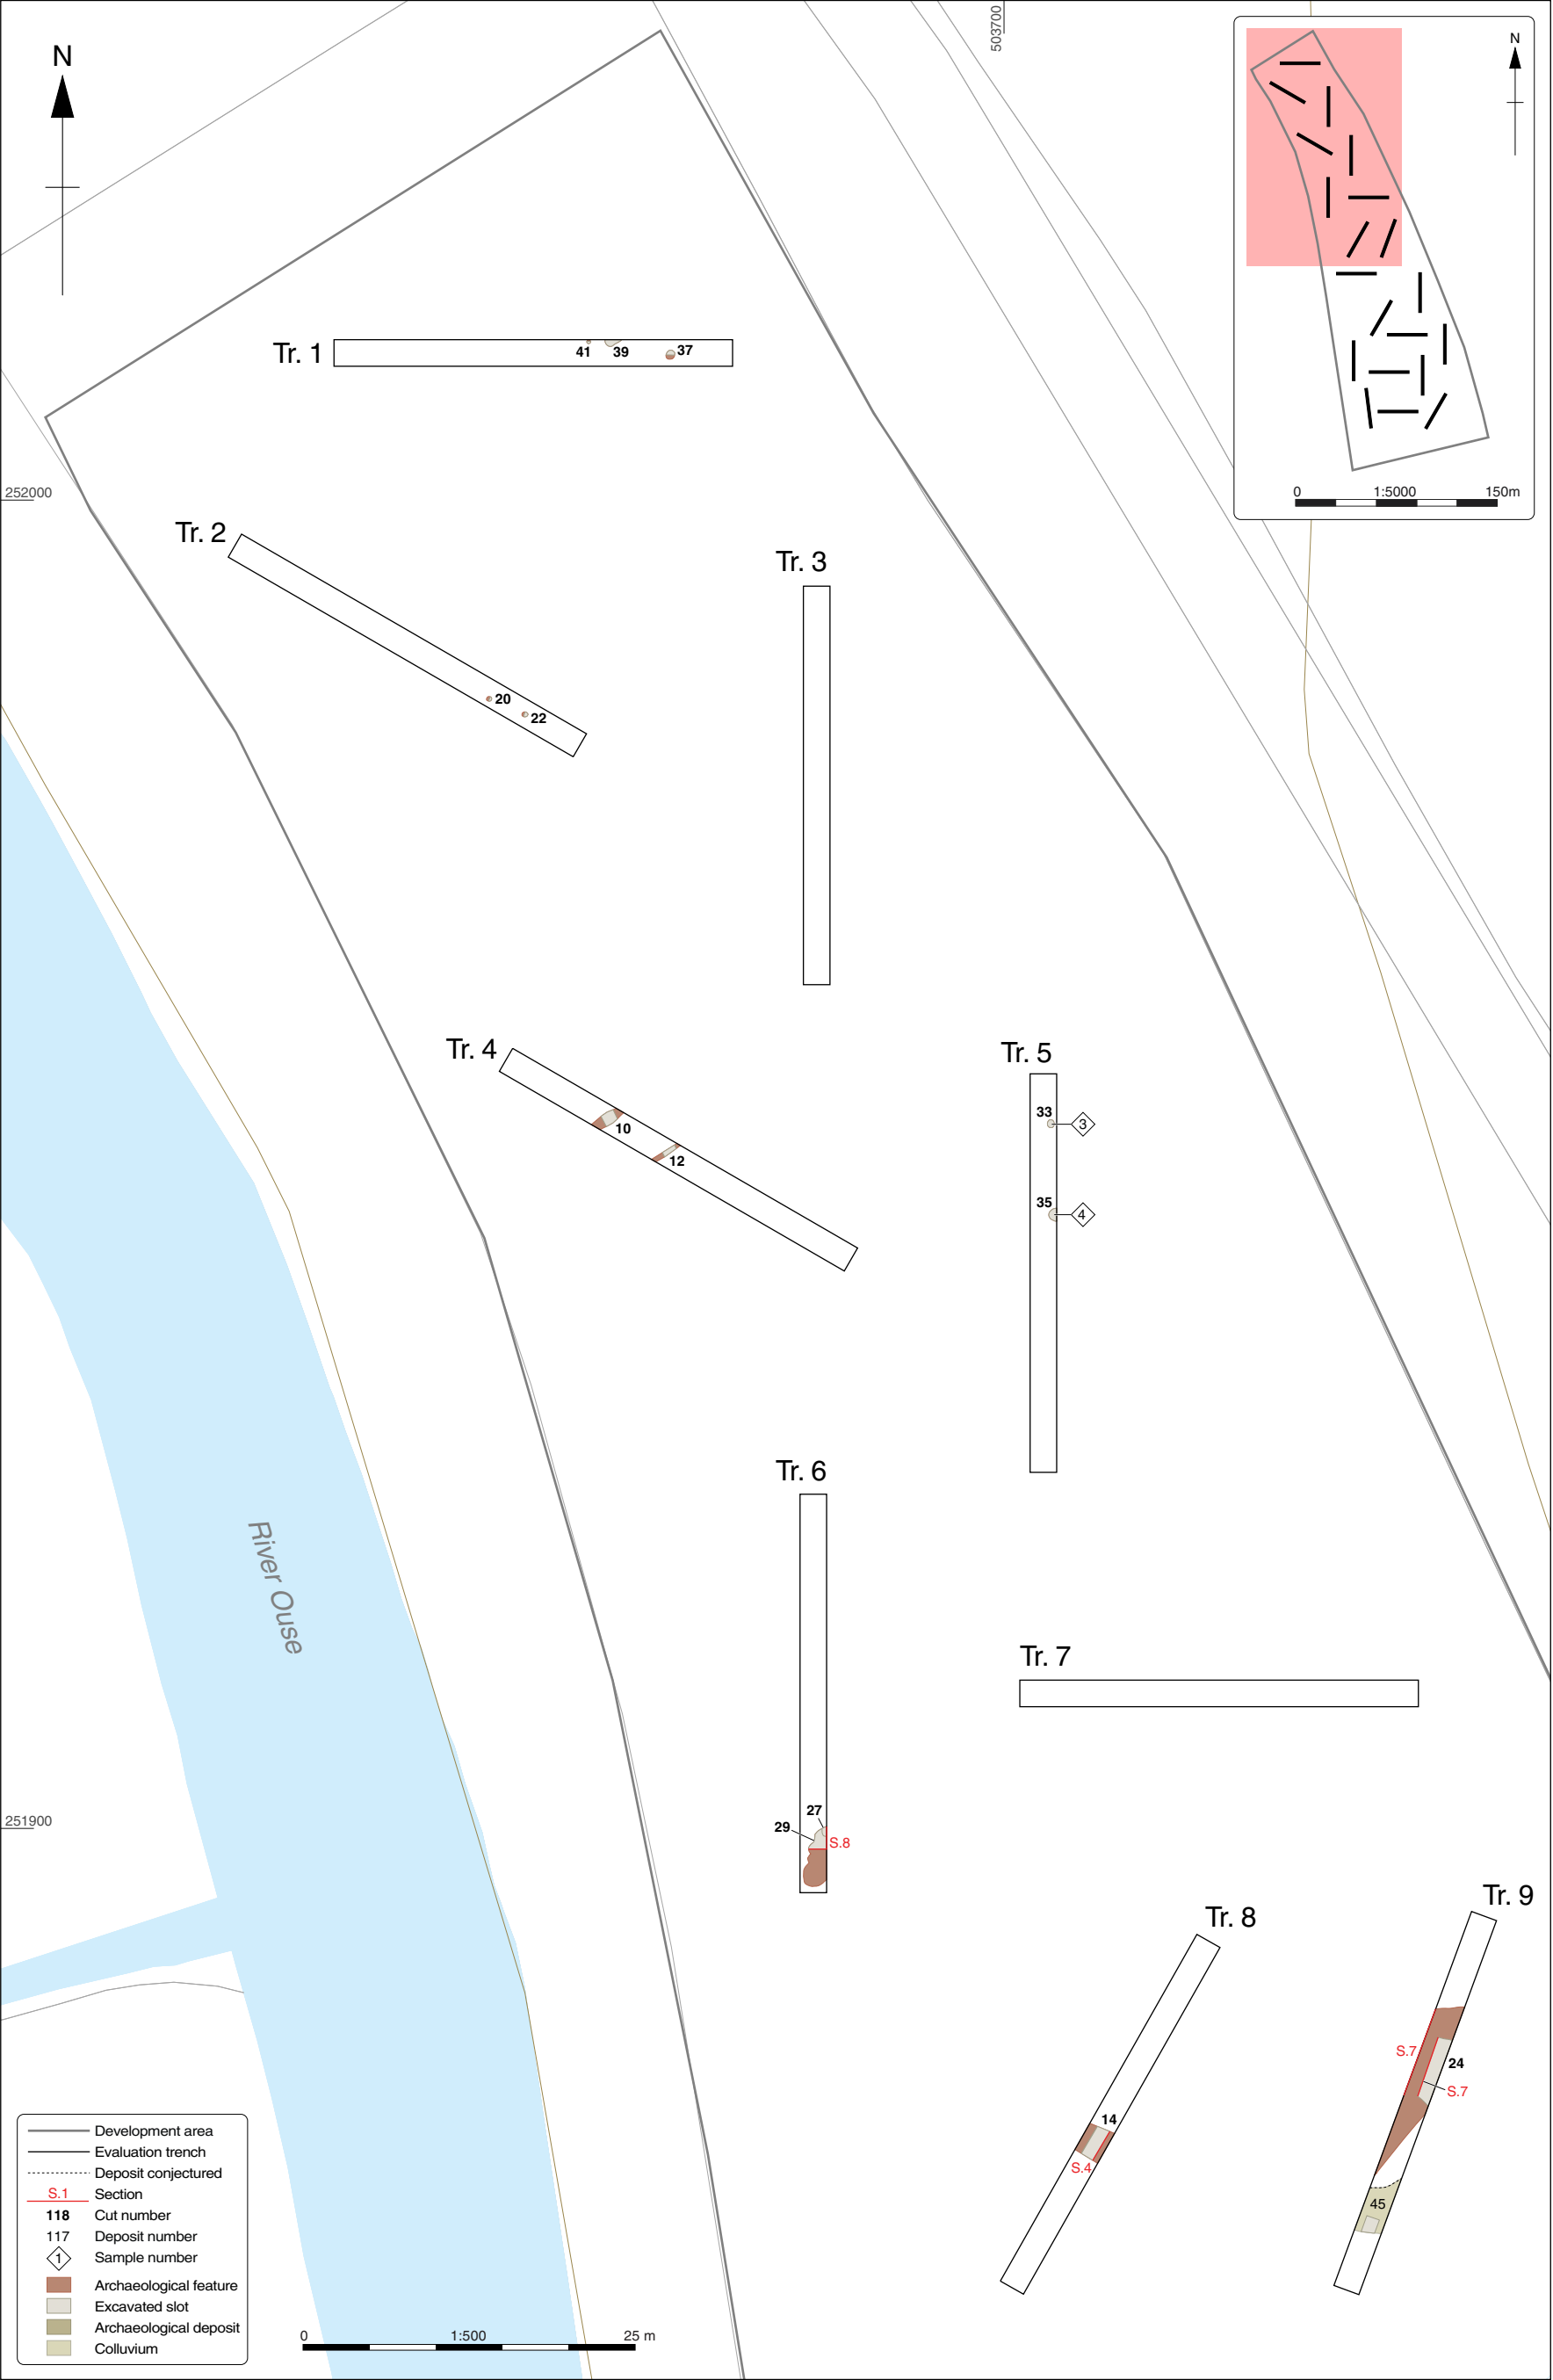 N
503700
N
0 1:5000 150m
Tr. 1
41 39 37
252000
Tr. 2
20
22
Tr. 3
Tr. 4
10
12
Tr. 5
33 3
35 4
Tr. 6
River Ouse
Tr. 7
251900
27
29
S.8
Tr. 8
14
S.4
Tr. 9
S.7
24
S.7
45
Development area
Evaluation trench
Deposit conjectured
S.1 Section
118 Cut number
117 Deposit number
1 Sample number
Archaeological feature
Excavated slot
Archaeological deposit
Colluvium
0 1:500 25 m